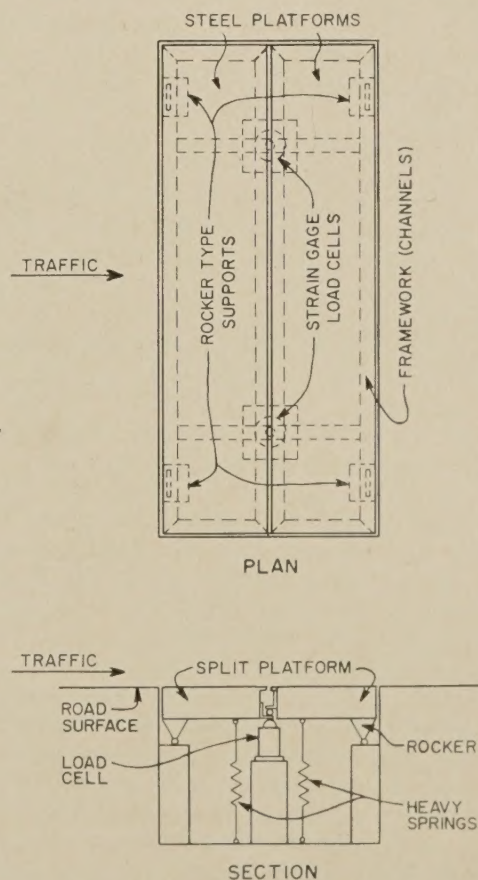 STEEL PLATFORMS
TRAFFIC
ROCKER TYPE
SUPPORTS
STRAIN GAGE
LOAD CELLS
FRAMEWORK (CHANNELS)
PLAN
TRAFFIC
SPLIT PLATFORM
ROAD
SURFACE
LOAD
CELL
ROCKER
HEAVY
SPRINGS
SECTION